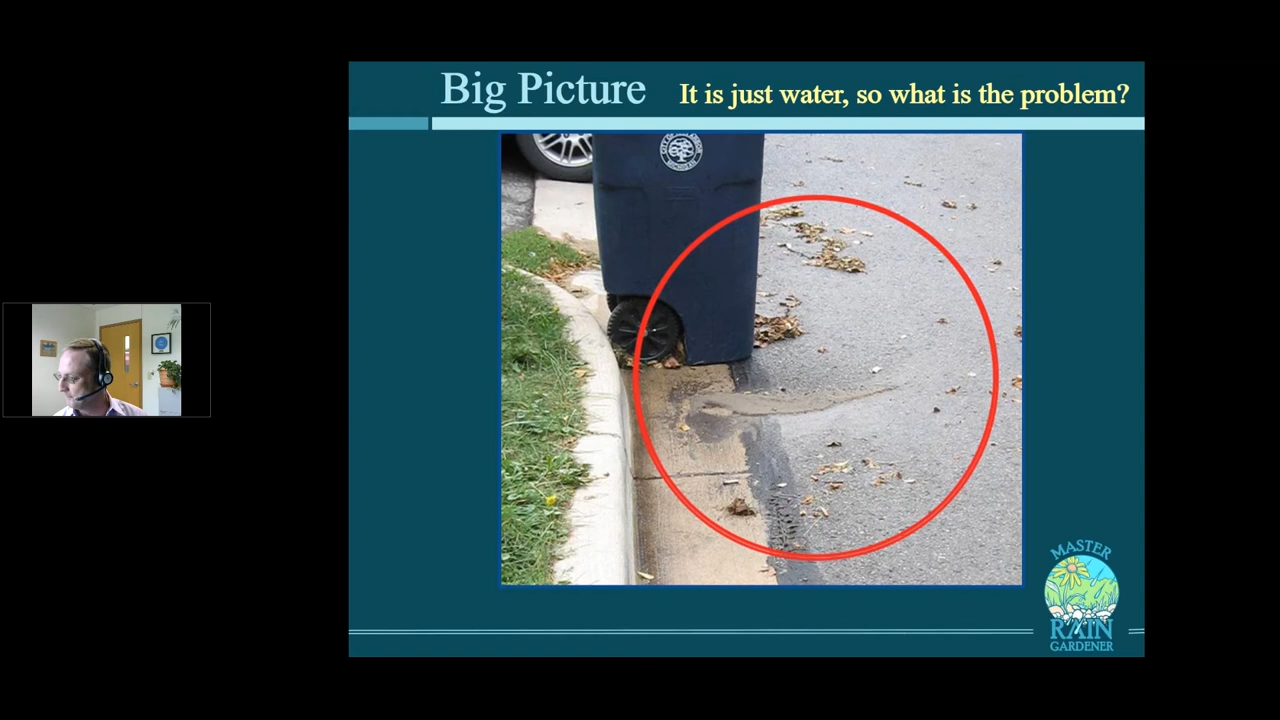 Big Picture
It is just water, so what is the problem?
MASTER
RAIN
GARDENER